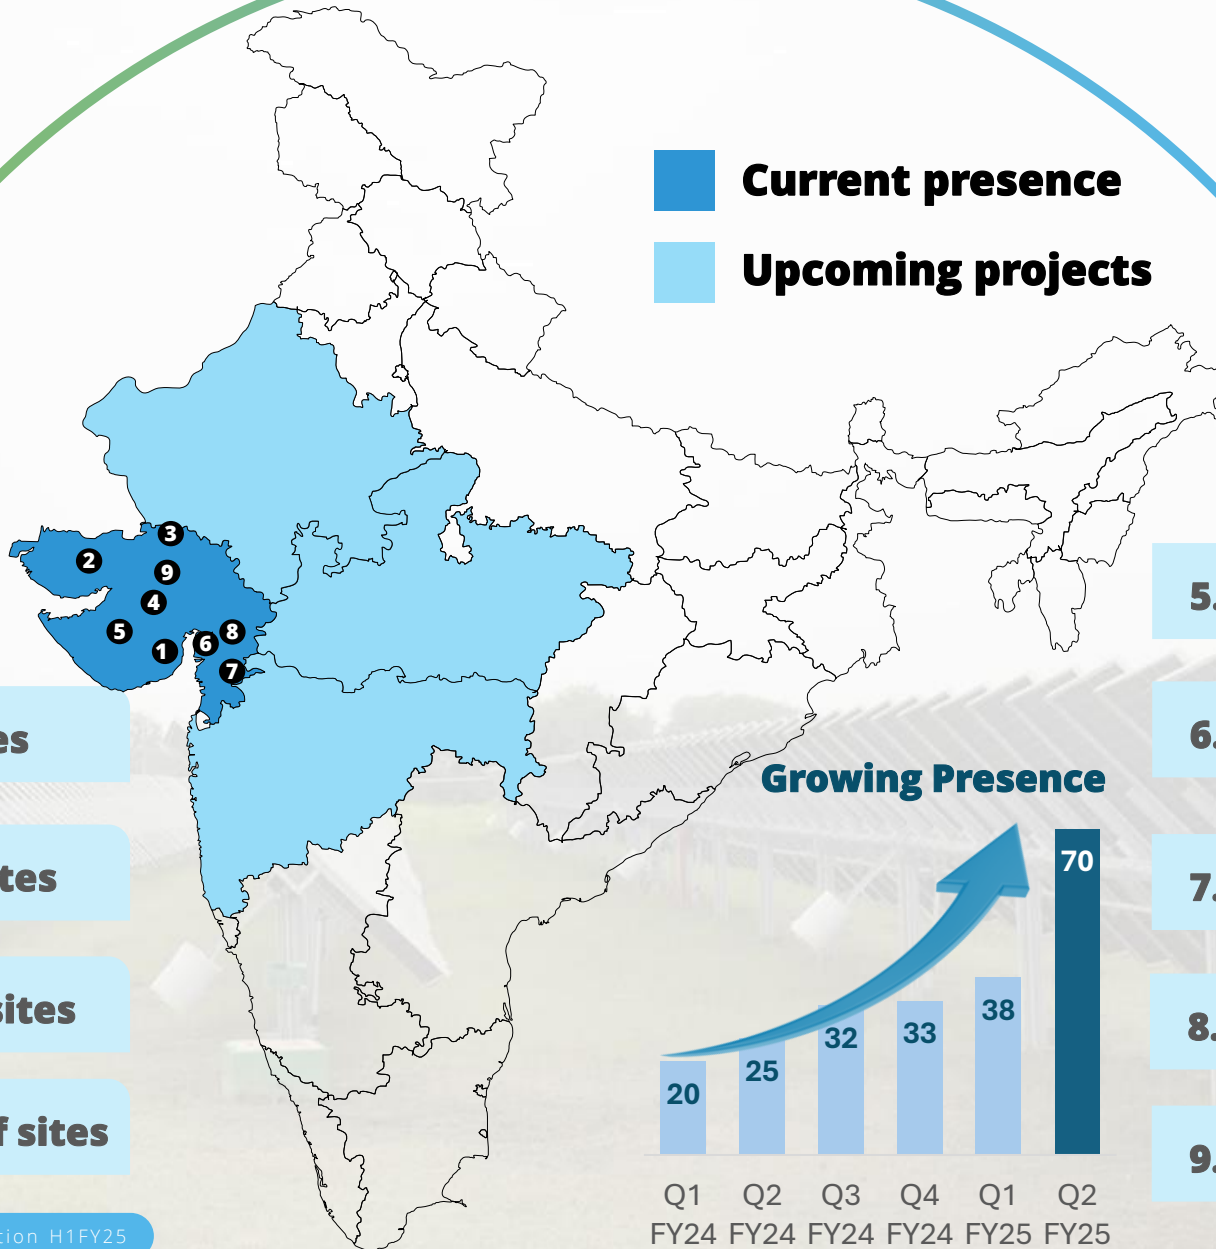 Current presence
Upcoming projects
3
2
9
4
5
8
6
1
7
5.
es
6.
Growing Presence
70
tes
7.
38
33
32
25
20
sites
8.
f sites
9.
Q1 Q2 Q3 Q4 Q1 Q2
FY24 FY24 FY24 FY24 FY25 FY25
tion H1FY25